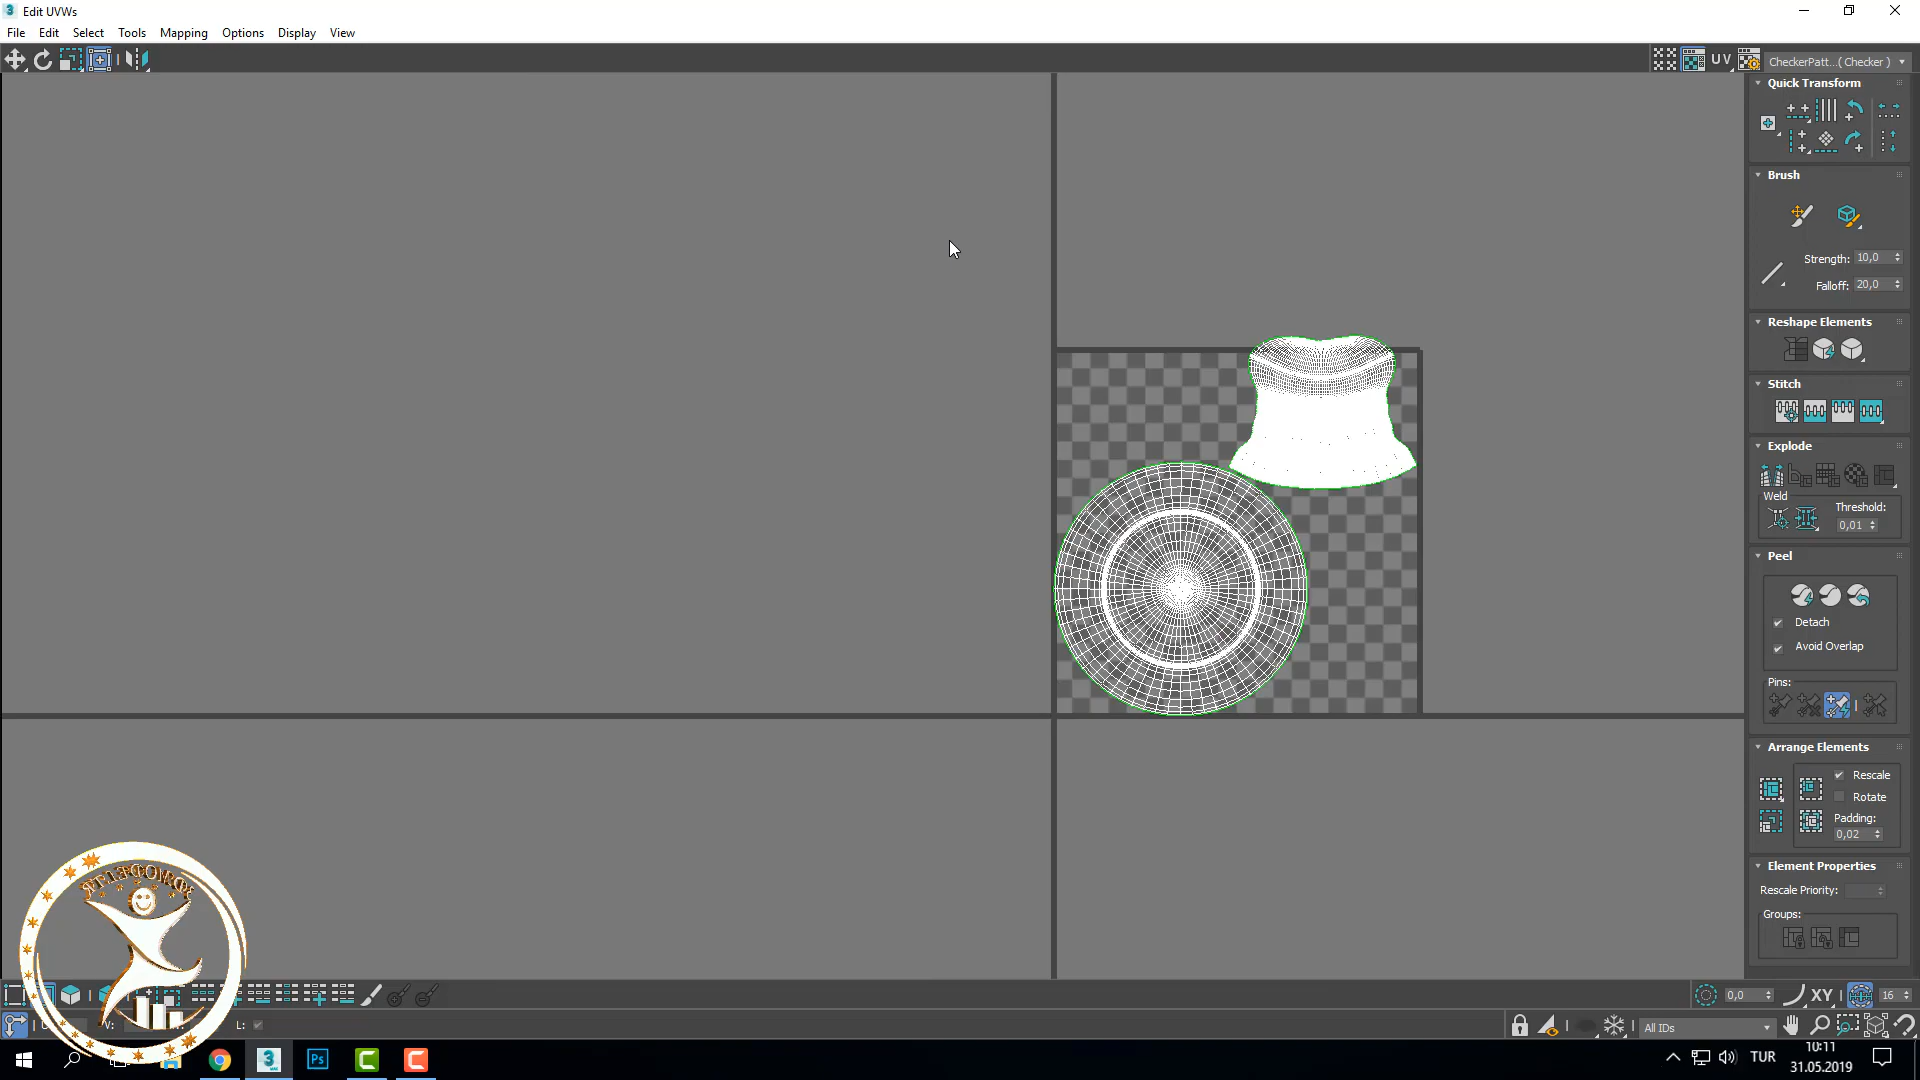 Edit UVWs
File Edit Select Tools Mapping Options Display View
UV CheckerPatt...( Checker )
Quick Transform
Brush
Strength: 10,0
Falloff: 20,0
Reshape Elements
Stitch
Explode
Weld
Threshold:
0,01
Peel
Detach
Avoid Overlap
Pins:
Arrange Elements
Rescale
Rotate
Padding:
0,02
Element Properties
Rescale Priority:
Groups:
0,0 XY 16
V: L:
All IDs
3 MAX Ps C C
TUR
10:11
31.05.2019